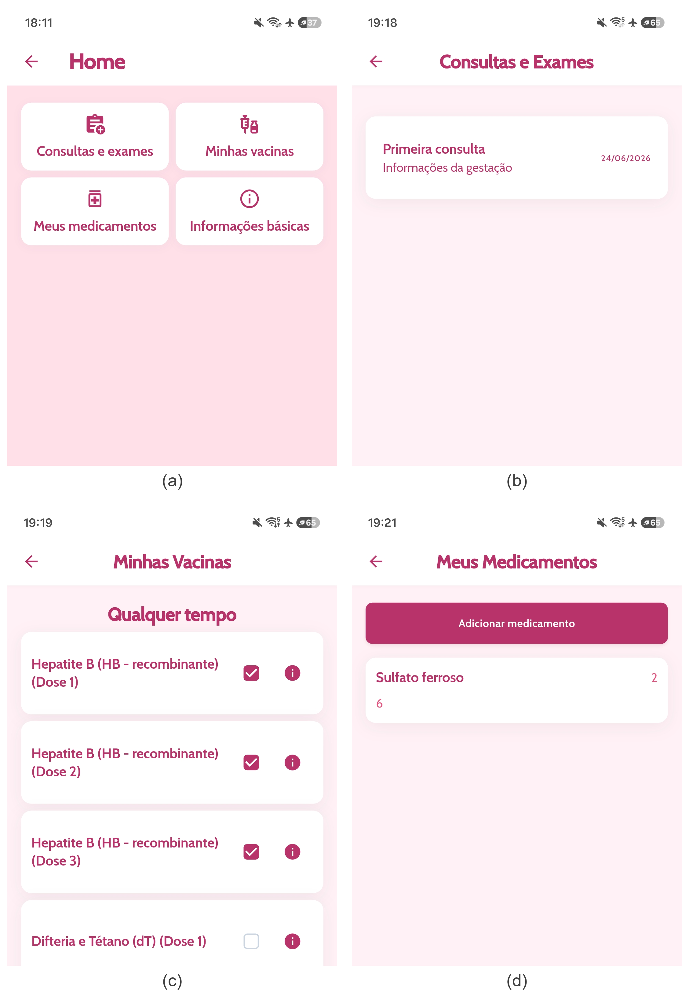 18:11
37
Home
Consultas e exames
Minhas vacinas
Meus medicamentos
Informações básicas
(a)
19:18
5
65
Consultas e Exames
Primeira consulta
24/06/2026
Informações da gestação
(b)
19:19
5
65
Minhas Vacinas
Qualquer tempo
Hepatite B (HB - recombinante)
(Dose 1)
Hepatite B (HB - recombinante)
(Dose 2)
Hepatite B (HB - recombinante)
(Dose 3)
Difteria e Tétano (dT) (Dose 1)
(c)
19:21
5
65
Meus Medicamentos
Adicionar medicamento
Sulfato ferroso
2
6
(d)